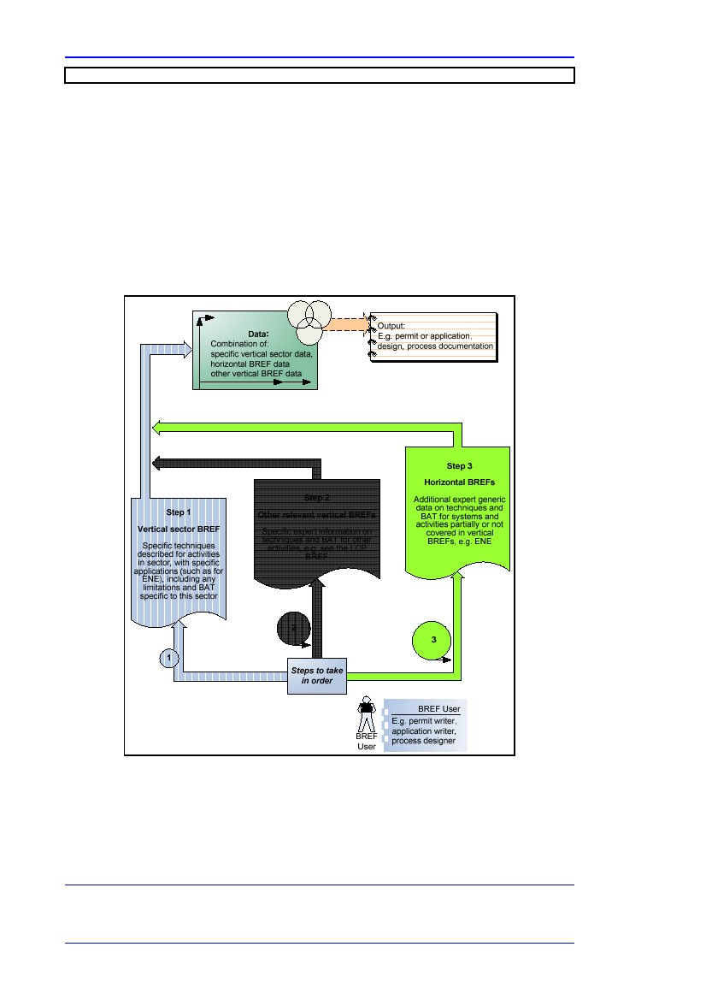 Data:
Combination of:
specific vertical sector data,
horizontal BREF data
other vertical BREF data
Output:
E.g. permit or application,
design, process documentation
Step 3
Horizontal BREFs
Additional expert generic
data on techniques and
BAT for systems and
activities partially or not
covered in vertical
BREFs, e.g. ENE
Step 2
Other relevant vertical BREFs
Specific expert information on
techniques and BAT for other
activities, e.g. see the LCP
BREF
Step 1
Vertical sector BREF
Specific techniques
described for activities
in sector, with specific
applications (such as for
ENE), including any
limitations and BAT
specific to this sector
1
2
3
Steps to take
in order
BREF
User
BREF User
E.g. permit writer,
application writer,
process designer